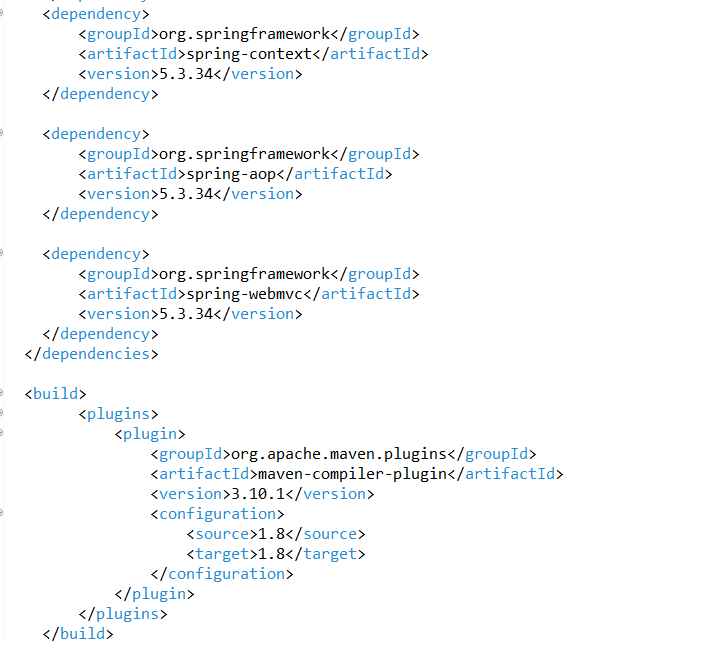 <dependency>
<groupId>org.springframework</groupId>
<artifactId>spring-context</artifactId>
<version>5.3.34</version>
</dependency>
<dependency>
<groupId>org.springframework</groupId>
<artifactId>spring-aop</artifactId>
<version>5.3.34</version>
</dependency>
<dependency>
<groupId>org.springframework</groupId>
<artifactId>spring-webmvc</artifactId>
<version>5.3.34</version>
</dependency>
</dependencies>
<build>
<plugins>
<plugin>
<groupId>org.apache.maven.plugins</groupId>
<artifactId>maven-compiler-plugin</artifactId>
<version>3.10.1</version>
<configuration>
<source>1.8</source>
<target>1.8</target>
</configuration>
</plugin>
</plugins>
</build>